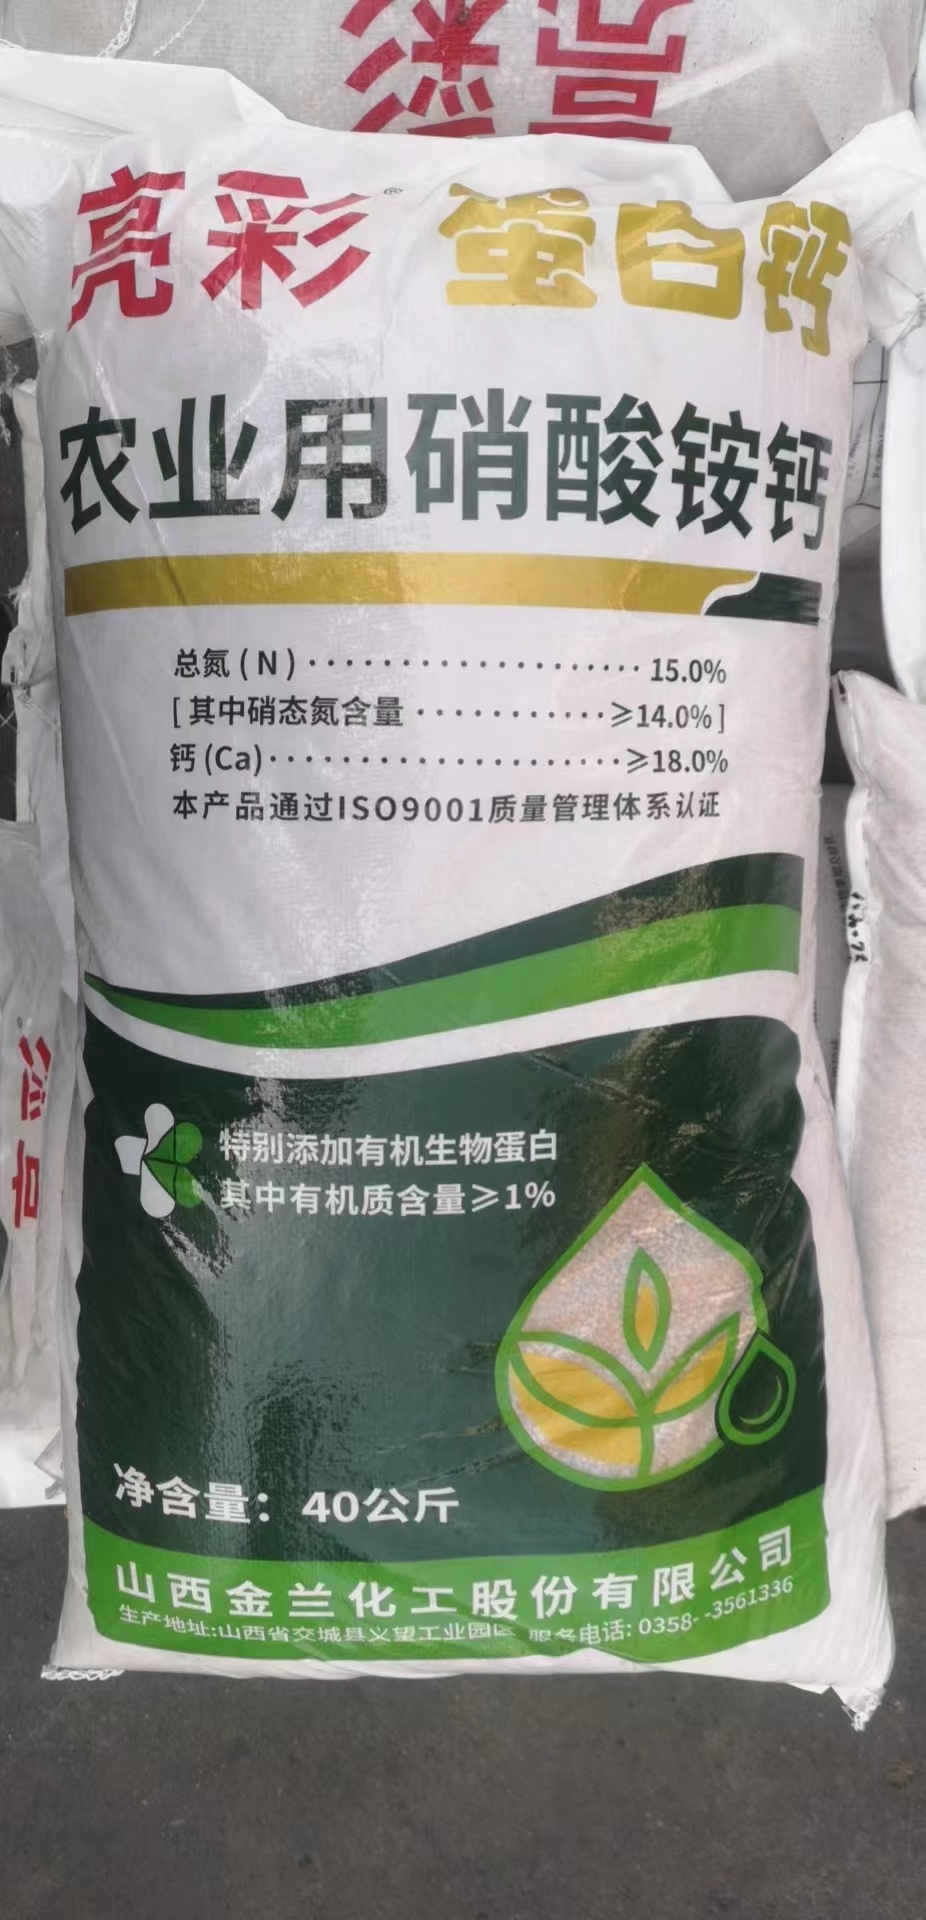 亮彩
亮彩® 蛋白钙
农业用硝酸铵钙
总氮(N)····················15.0%
[其中硝态氮含量···········≥14.0%]
钙(Ca)·····················≥18.0%
本产品通过ISO9001质量管理体系认证
特别添加有机生物蛋白
其中有机质含量≥1%
净含量：40公斤
山西金兰化工股份有限公司
生产地址:山西省交城县义望工业园区 服务电话: 0358--3561336